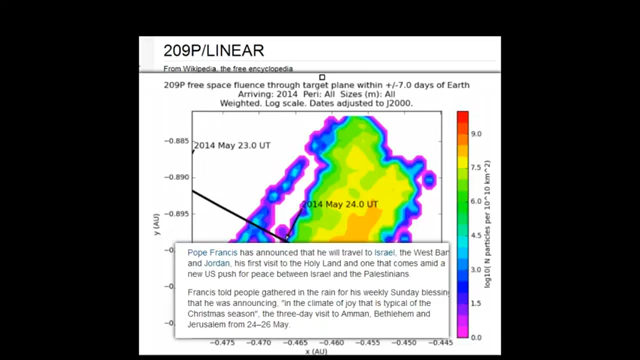 209P/LINEAR
From Wikipedia, the free encyclopedia
209P free space fluence through target plane within +/-7.0 days of Earth
Arriving: 2014 Peri: All Sizes (m): All
Weighted. Log scale. Dates adjusted to J2000.
−0.885
2014 May 23.0 UT
−0.890
−0.895
2014 May 24.0 UT
y (AU)
9.0
7.5
6.0
4.5
3.0
1.5
0.0
log10( N particles per 10^10 km^2)
Pope Francis has announced that he will travel to Israel, the West Ban
and Jordan, his first visit to the Holy Land and one that comes amid a
new US push for peace between Israel and the Palestinians
Francis told people gathered in the rain for his weekly Sunday blessing
that he was announcing, "in the climate of joy that is typical of the
Christmas season", the three-day visit to Amman, Bethlehem and
Jerusalem from 24–26 May.
−0.475 −0.470 −0.465 −0.460 −0.455 −0.450 −0.445
x (AU)